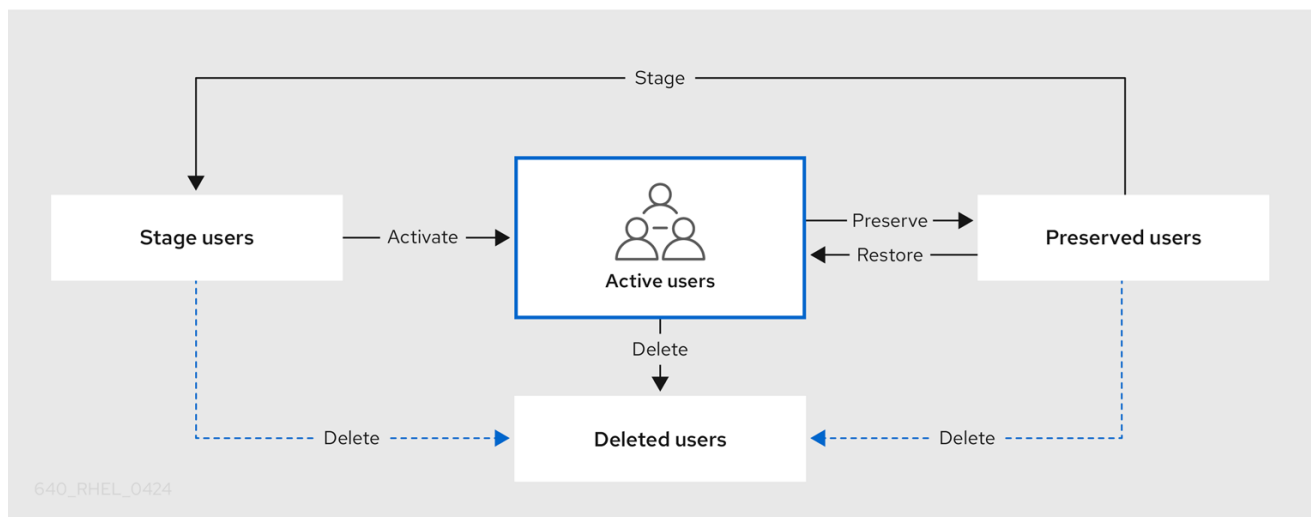 Stage
Stage users
Activate
Active users
Preserve
Restore
Preserved users
Delete
Delete
Deleted users
Delete
640_RHEL_0424